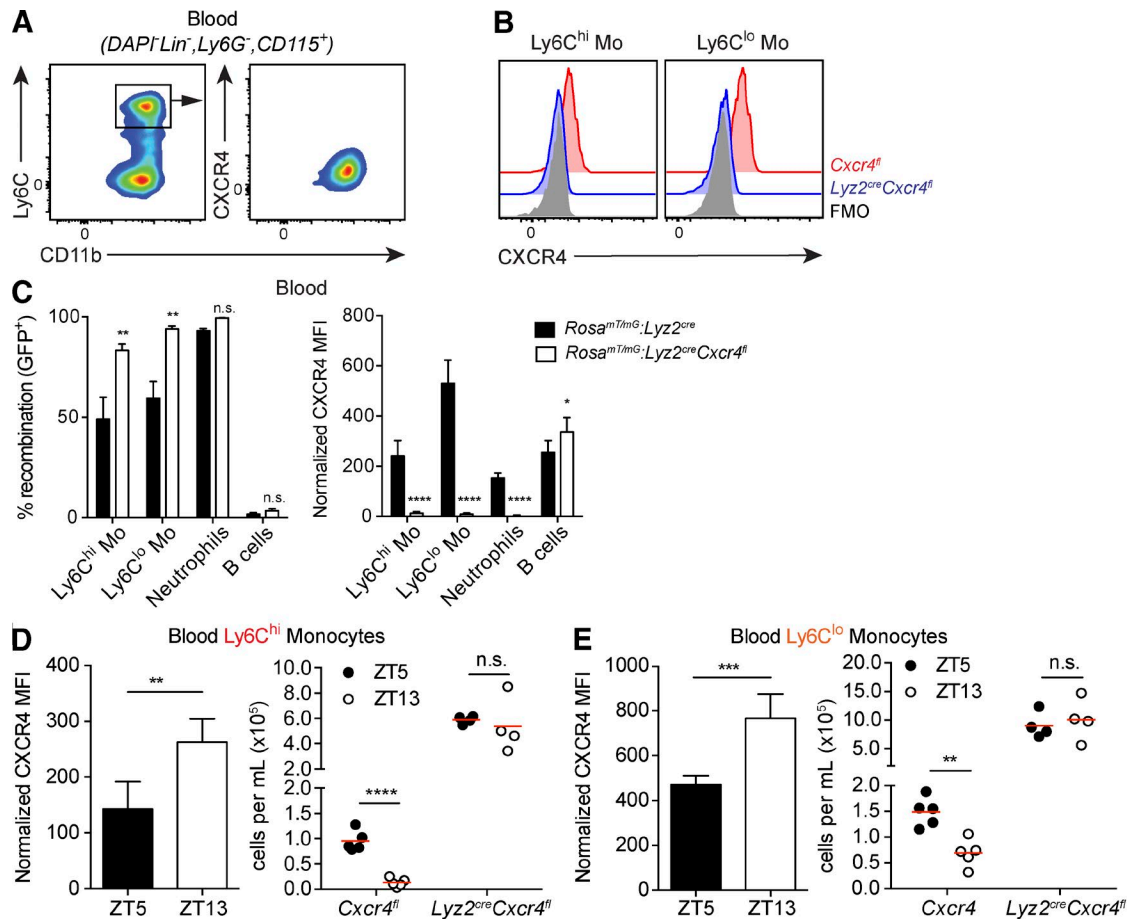 A
Blood
(DAPI⁻Lin⁻,Ly6G⁻,CD115⁺)
Ly6C
0
0
CXCR4
0
0
CD11b
B
Ly6Cʰⁱ Mo
Ly6Cˡᵒ Mo
Cxcr4ᶠˡ
Lyz2ᶜʳᵉCxcr4ᶠˡ
FMO
0
0
CXCR4
C
Blood
% recombination (GFP⁺)
100
50
0
**
**
n.s.
n.s.
Ly6Cʰⁱ Mo
Ly6Cˡᵒ Mo
Neutrophils
B cells
Normalized CXCR4 MFI
800
600
400
200
0
****
****
****
*
Ly6Cʰⁱ Mo
Ly6Cˡᵒ Mo
Neutrophils
B cells
Rosaᵐᵀ/ᵐᴳ:Lyz2ᶜʳᵉ
Rosaᵐᵀ/ᵐᴳ:Lyz2ᶜʳᵉCxcr4ᶠˡ
D
Blood Ly6Cʰⁱ Monocytes
Normalized CXCR4 MFI
400
300
200
100
0
**
ZT5
ZT13
cells per mL (x10⁵)
10.0
8.0
6.0
4.0
2.0
2.0
1.5
1.0
0.5
0.0
ZT5
ZT13
n.s.
****
Cxcr4ᶠˡ
Lyz2ᶜʳᵉCxcr4ᶠˡ
E
Blood Ly6Cˡᵒ Monocytes
Normalized CXCR4 MFI
1000
800
600
400
200
0
***
ZT5
ZT13
cells per mL (x10⁵)
20.0
15.0
10.0
5.0
2.0
2.0
1.5
1.0
0.5
0.0
ZT5
ZT13
n.s.
**
Cxcr4
Lyz2ᶜʳᵉCxcr4ᶠˡ